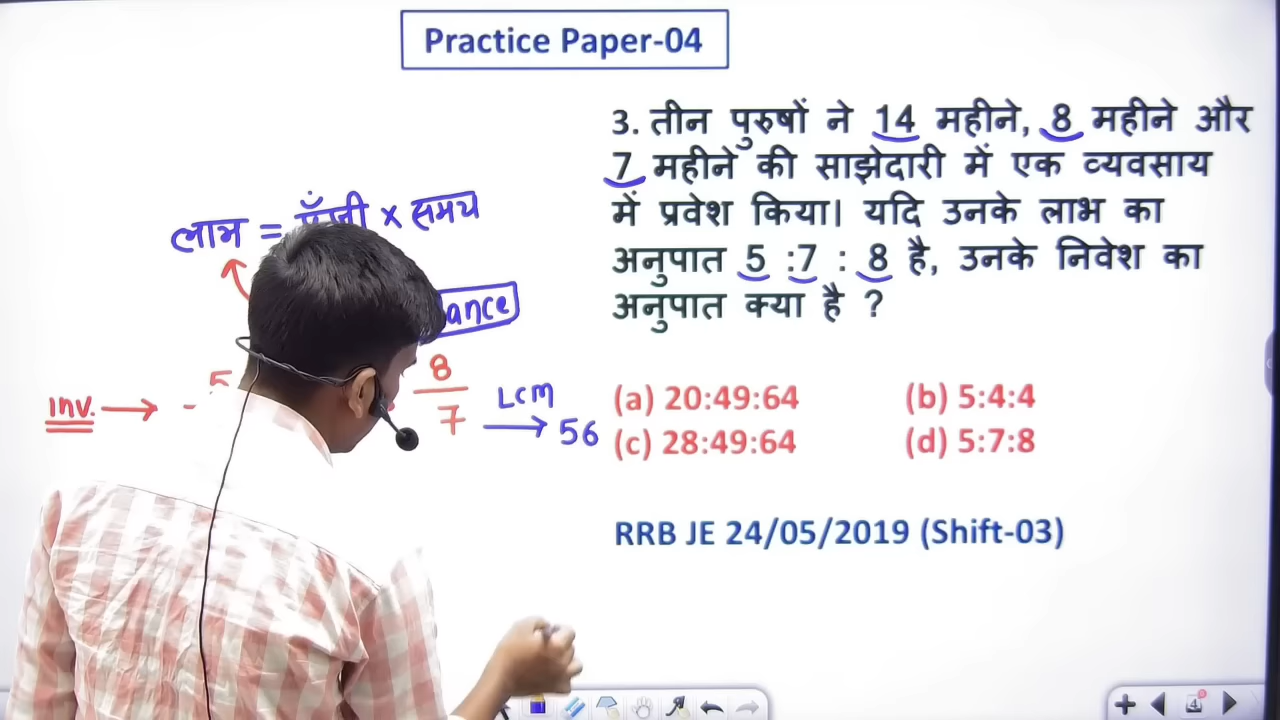 Practice Paper-04
3. तीन पुरुषों ने 14 महीने, 8 महीने और
7 महीने की साझेदारी में एक व्यवसाय
में प्रवेश किया। यदि उनके लाभ का
अनुपात 5 :7 : 8 है, उनके निवेश का
अनुपात क्या है ?
(a) 20:49:64
(b) 5:4:4
(c) 28:49:64
(d) 5:7:8
RRB JE 24/05/2019 (Shift-03)
लाभ = पूँजी × समय
Inv. → 5
8
7
LCM
→ 56
4